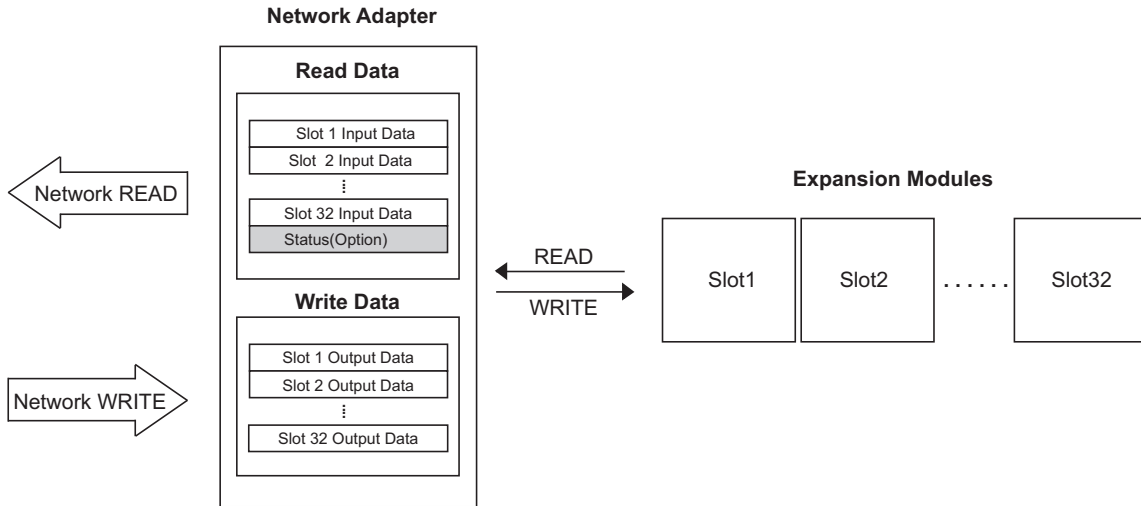 Network Adapter
Read Data
Slot 1 Input Data
Slot 2 Input Data
Slot 32 Input Data
Status(Option)
Network READ
Write Data
Slot 1 Output Data
Slot 2 Output Data
Slot 32 Output Data
Network WRITE
READ
WRITE
Expansion Modules
Slot1
Slot2
......
Slot32